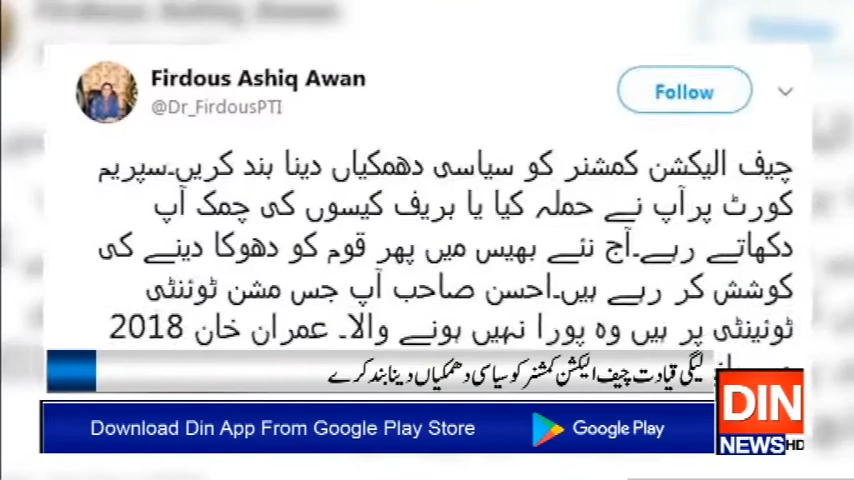 Firdous Ashiq Awan
@Dr_FirdousPTI
Follow
چیف الیکشن کمشنر کو سیاسی دھمکیاں دینا بند کریں۔سپریم
کورٹ پرآپ نے حملہ کیا یا بریف کیسوں کی چمک آپ
دکھاتے رہے۔آج نئے بھیس میں پھر قوم کو دھوکا دینے کی
کوشش کر رہے ہیں۔احسن صاحب آپ جس مشن ٹوئنٹی
ٹوئینٹی پر ہیں وہ پورا نہیں ہونے والا۔ عمران خان 2018
لیگی قیادت چیف الیکشن کمشنر کو سیاسی دھمکیاں دینا بند کرے
Download Din App From Google Play Store
Google Play
DIN
NEWS HD